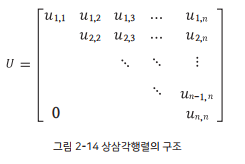 u₁,₁ u₁,₂ u₁,₃ … u₁,ₙ
u₂,₂ u₂,₃ … u₂,ₙ
U = ⋱ ⋱ ⋮
⋱ uₙ₋₁,ₙ
0 uₙ,ₙ
그림 2-14 상삼각행렬의 구조